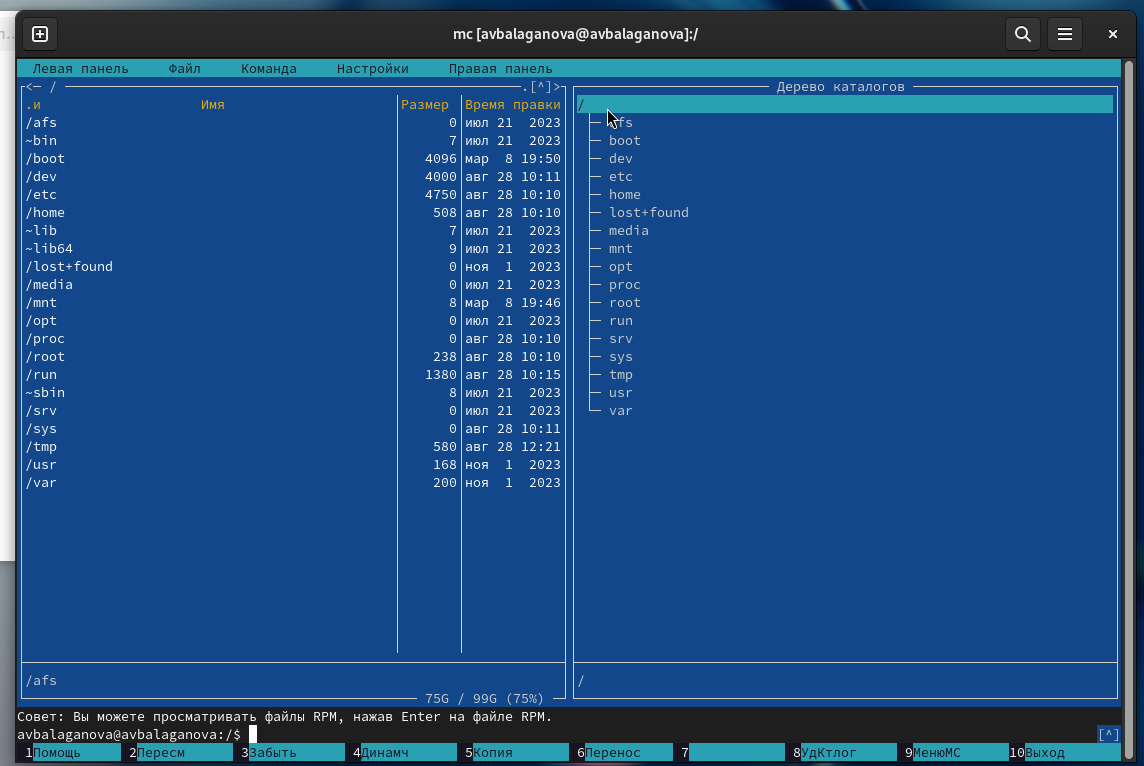 mc [avbalaganova@avbalaganova]:/
Левая панель Файл Команда Настройки Правая панель
<─ / .[^]>
.и Имя Размер Время правки
/afs 0 июл 21 2023
~bin 7 июл 21 2023
/boot 4096 мар 8 19:50
/dev 4000 авг 28 10:11
/etc 4750 авг 28 10:10
/home 508 авг 28 10:10
~lib 7 июл 21 2023
~lib64 9 июл 21 2023
/lost+found 0 ноя 1 2023
/media 0 июл 21 2023
/mnt 8 мар 8 19:46
/opt 0 июл 21 2023
/proc 0 авг 28 10:10
/root 238 авг 28 10:10
/run 1380 авг 28 10:15
~sbin 8 июл 21 2023
/srv 0 июл 21 2023
/sys 0 авг 28 10:11
/tmp 580 авг 28 12:21
/usr 168 ноя 1 2023
/var 200 ноя 1 2023
/afs
75G / 99G (75%)
Дерево каталогов
/
afs
boot
dev
etc
home
lost+found
media
mnt
opt
proc
root
run
srv
sys
tmp
usr
var
/
Совет: Вы можете просматривать файлы RPM, нажав Enter на файле RPM.
avbalaganova@avbalaganova:/$ [^]
1Помощь 2Пересм 3Забыть 4Динамч 5Копия 6Перенос 7 8УдКтлог 9МенюМС 10Выход